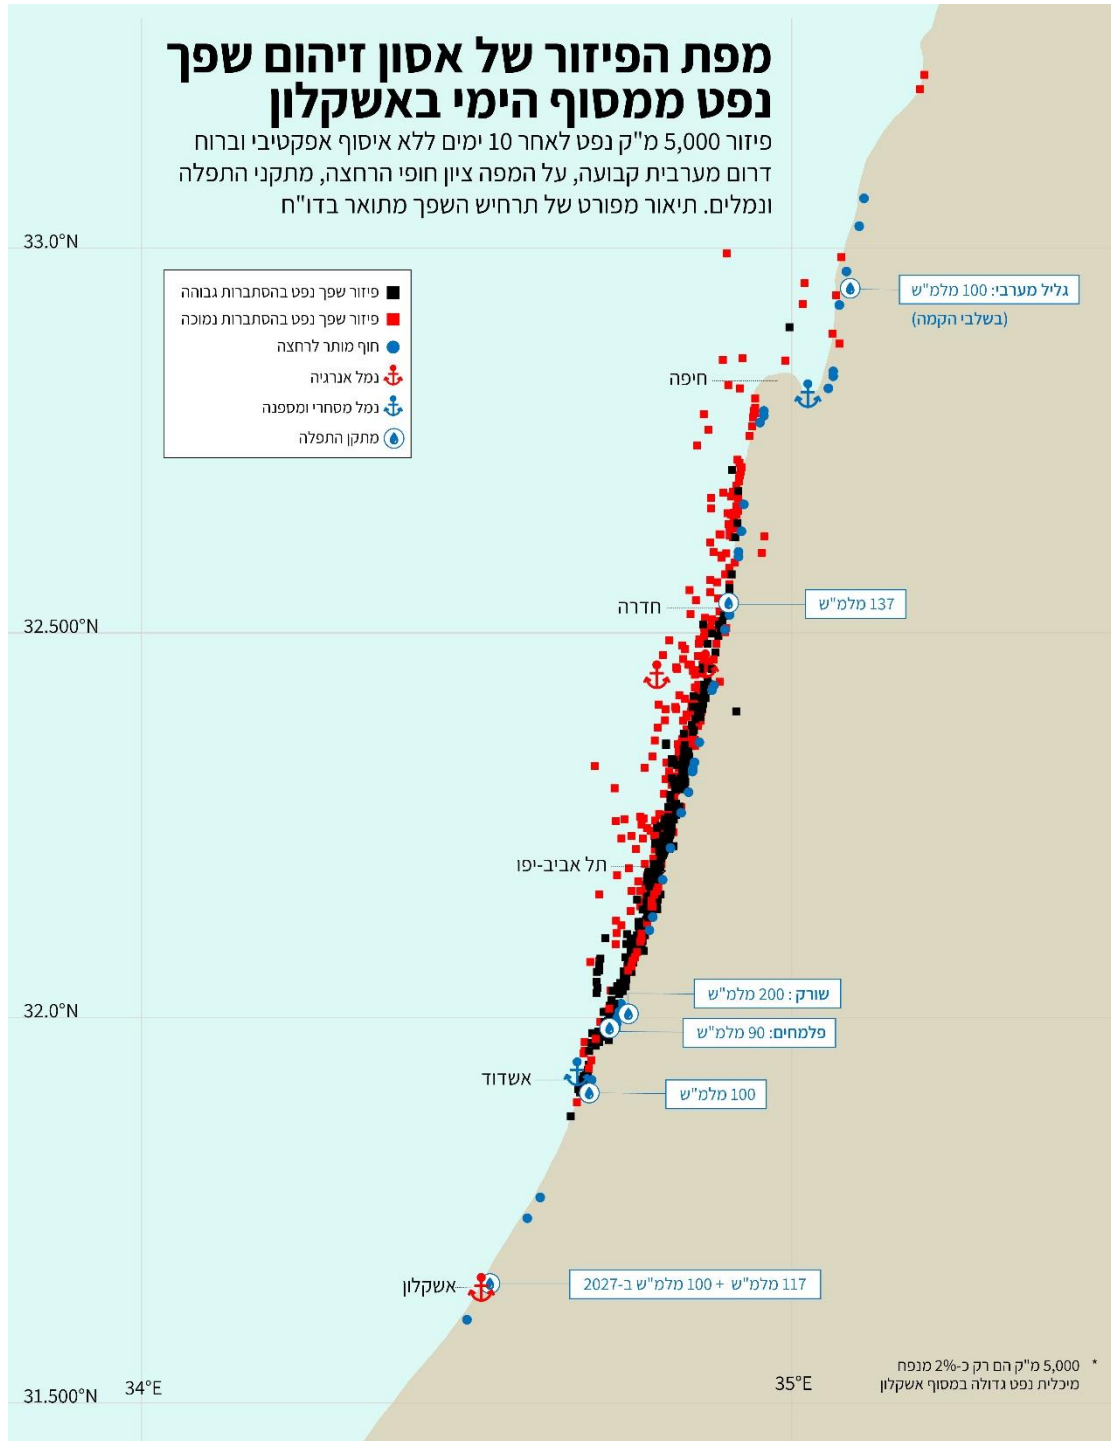 מפת הפיזור של אסון זיהום שפך
נפט ממסוף הימי באשקלון
פיזור 5,000 מ"ק נפט לאחר 10 ימים ללא איסוף אפקטיבי וברוח
דרום מערבית קבועה, על המפה ציון חופי הרחצה, מתקני התפלה
ונמלים. תיאור מפורט של תרחיש השפך מתואר בדו"ח
33.0°N
פיזור שפך נפט בהסתברות גבוהה
פיזור שפך נפט בהסתברות נמוכה
חוף מותר לרחצה
נמל אנרגיה
נמל מסחרי ומספנה
מתקן התפלה
גליל מערבי: 100 מלמ"ש
(בשלבי הקמה)
חיפה
חדרה
137 מלמ"ש
32.500°N
תל אביב-יפו
שורק: 200 מלמ"ש
32.0°N
פלמחים: 90 מלמ"ש
אשדוד
100 מלמ"ש
אשקלון
117 מלמ"ש + 100 מלמ"ש ב-2027
* 5,000 מ"ק הם רק כ-2% מנפח
מיכלית נפט גדולה במסוף אשקלון
31.500°N
34°E
35°E